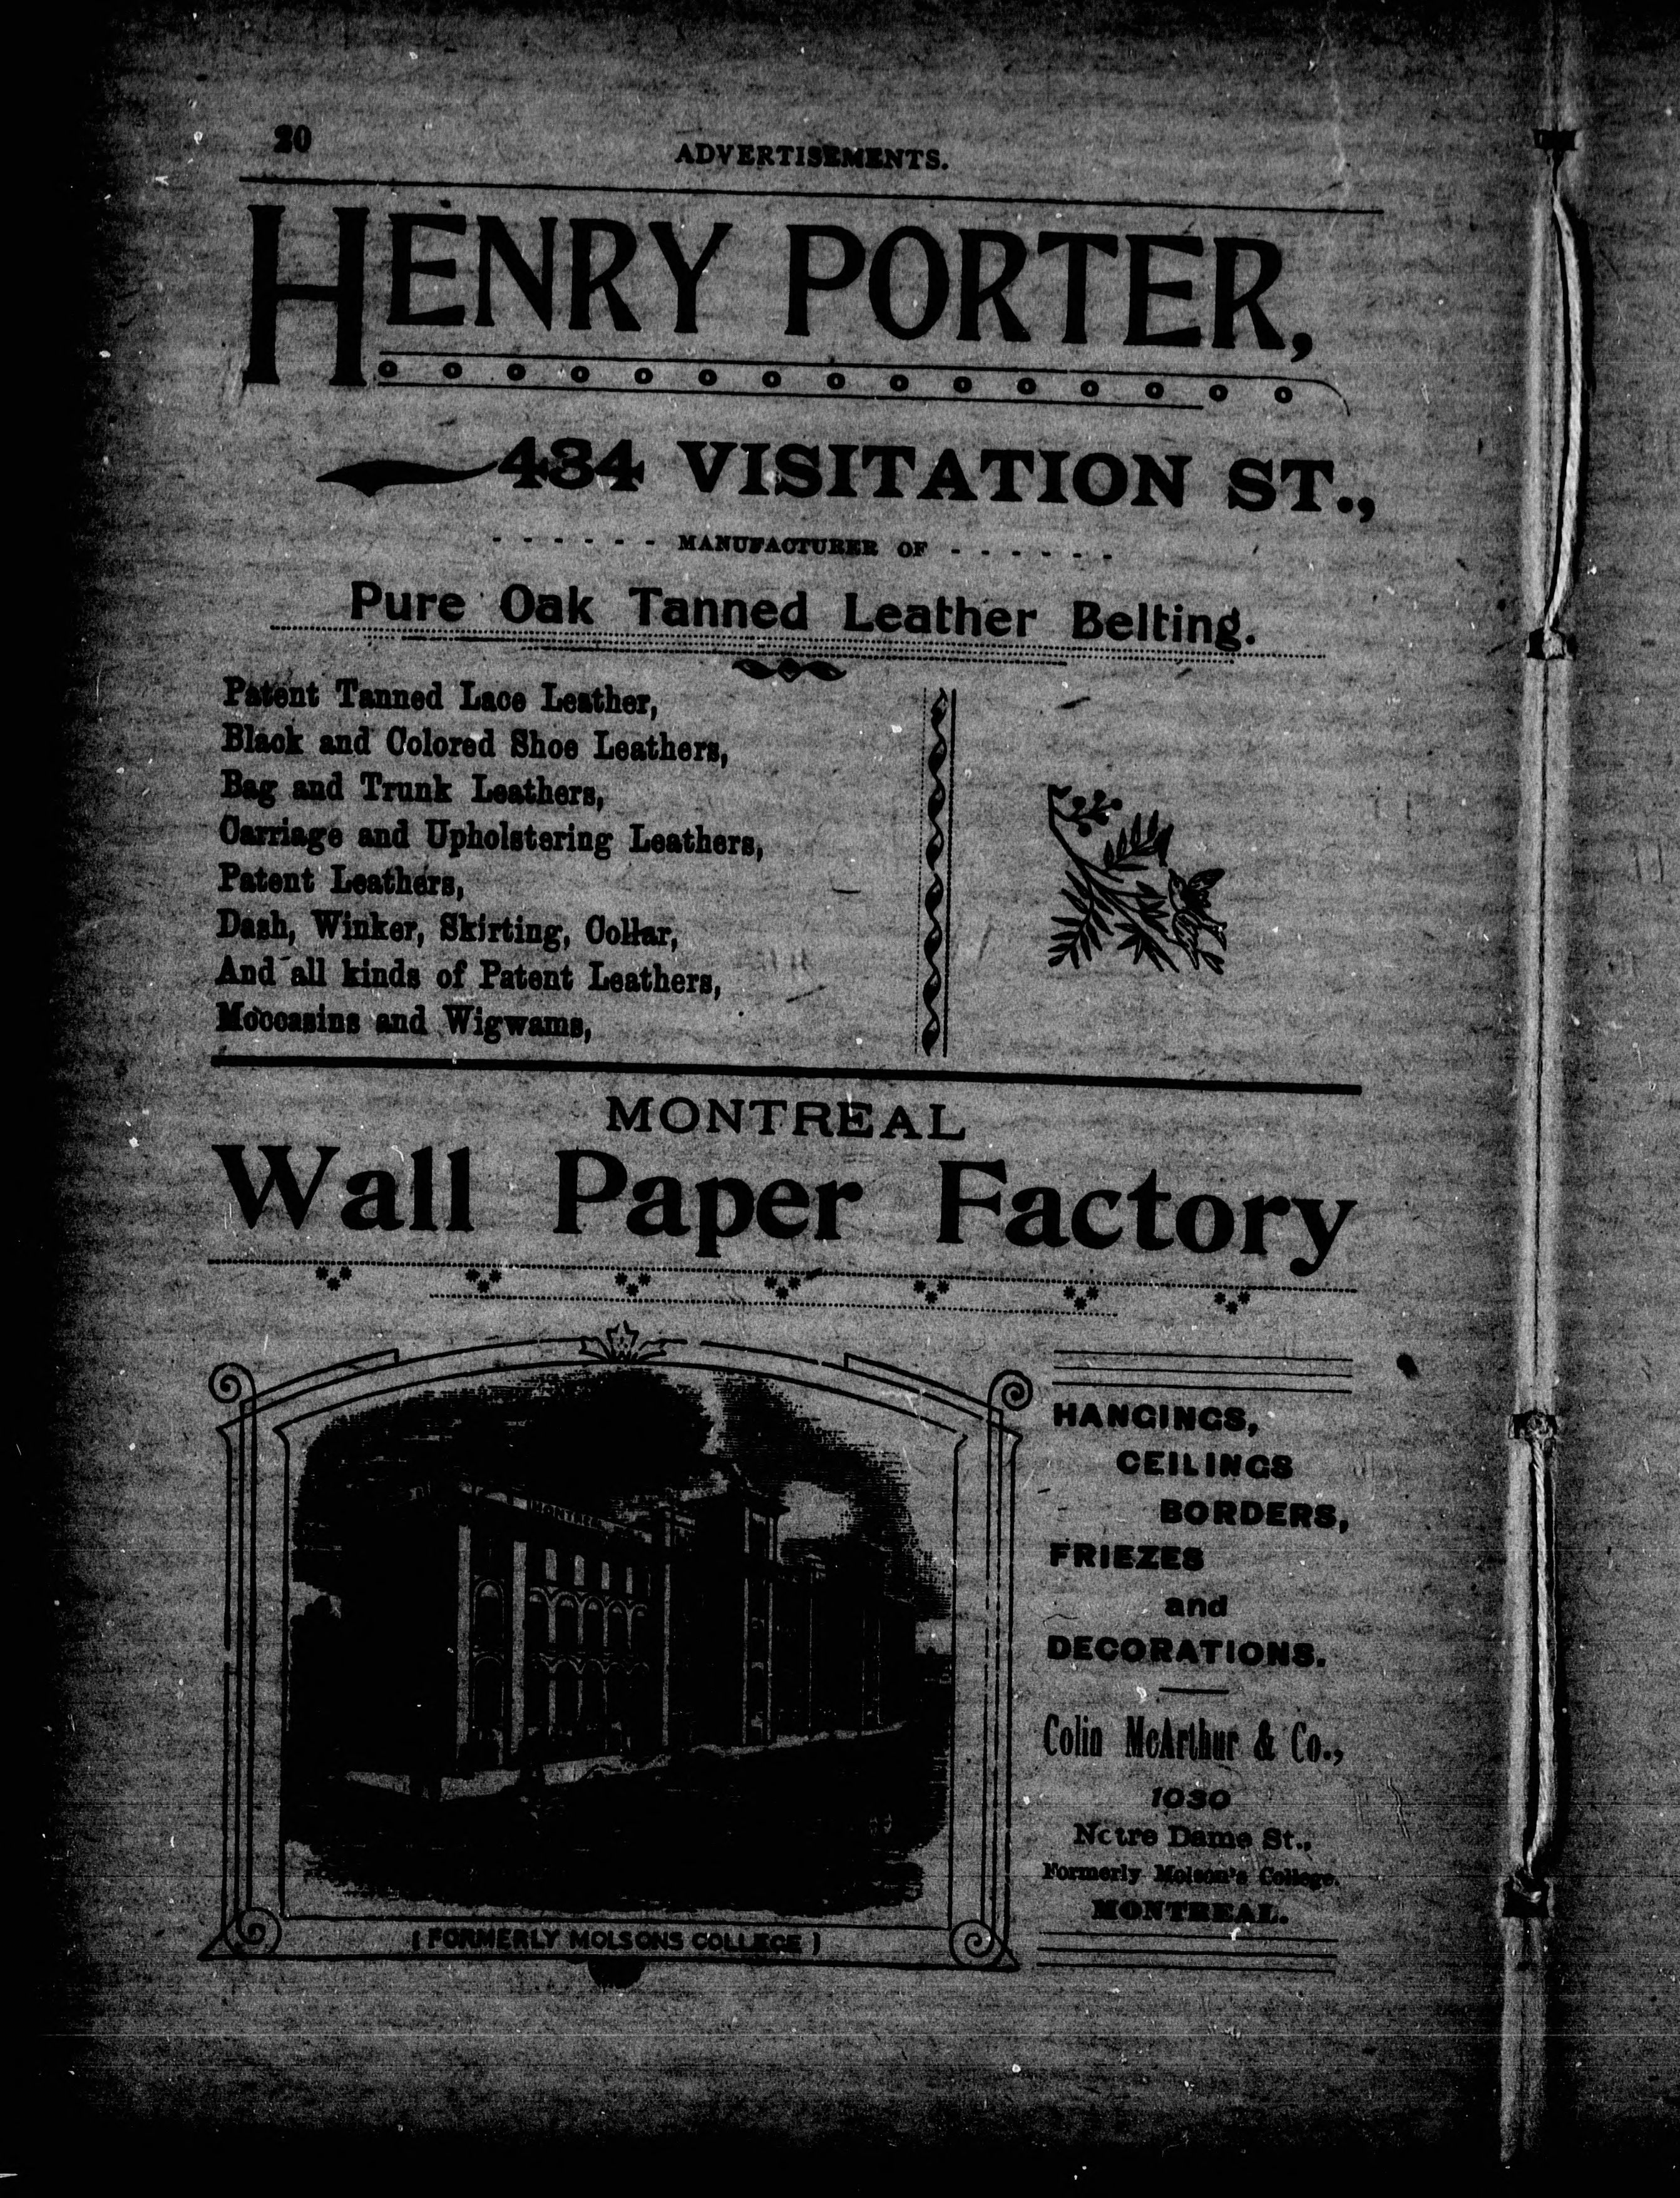 20
ADVERTISEMENTS.
HENRY PORTER,
434 VISITATION ST.,
- - - - - - MANUFACTURER OF - - - - - -
Pure Oak Tanned Leather Belting.
Patent Tanned Lace Leather,
Black and Colored Shoe Leathers,
Bag and Trunk Leathers,
Carriage and Upholstering Leathers,
Patent Leathers,
Dash, Winker, Skirting, Collar,
And all kinds of Patent Leathers,
Moccasins and Wigwams,
MONTREAL
Wall Paper Factory
MONTREAL
(FORMERLY MOLSONS COLLEGE)
HANGINGS,
CEILINGS
BORDERS,
FRIEZES
and
DECORATIONS.
Colin McArthur & Co.,
1030
Notre Dame St.,
Formerly Molson's College.
MONTREAL.